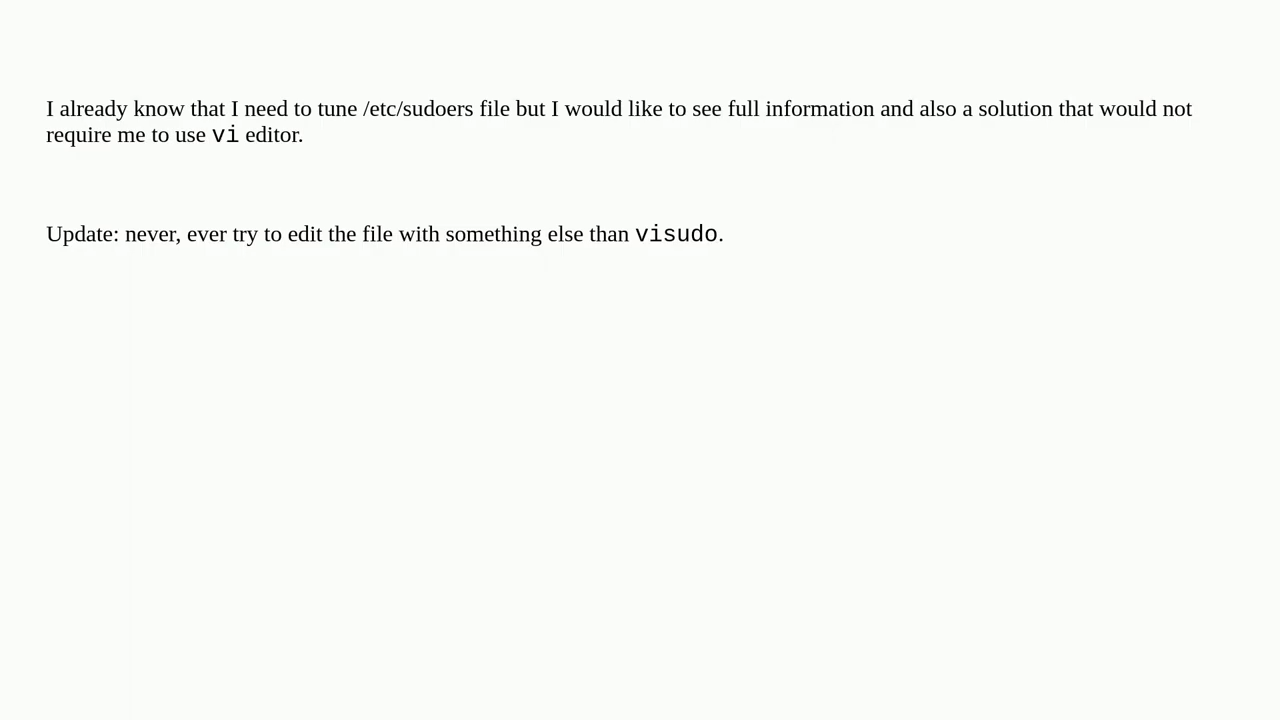 I already know that I need to tune /etc/sudoers file but I would like to see full information and also a solution that would not
require me to use vi editor.
Update: never, ever try to edit the file with something else than visudo.